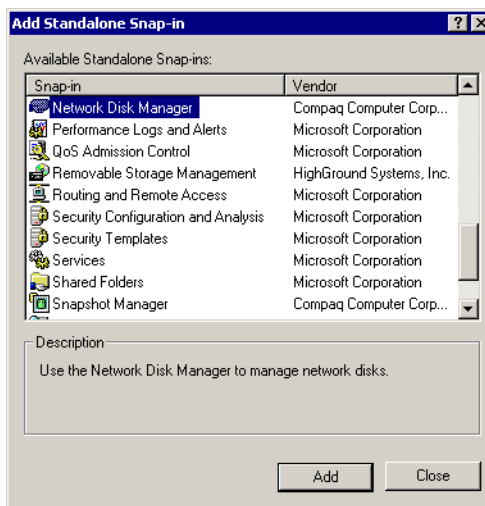 Add Standalone Snap-in
Available Standalone Snap-ins:
Snap-in Vendor
Network Disk Manager Compaq Computer Corp...
Performance Logs and Alerts Microsoft Corporation
QoS Admission Control Microsoft Corporation
Removable Storage Management HighGround Systems, Inc.
Routing and Remote Access Microsoft Corporation
Security Configuration and Analysis Microsoft Corporation
Security Templates Microsoft Corporation
Services Microsoft Corporation
Shared Folders Microsoft Corporation
Snapshot Manager Compaq Computer Corp...
Description
Use the Network Disk Manager to manage network disks.
Add Close